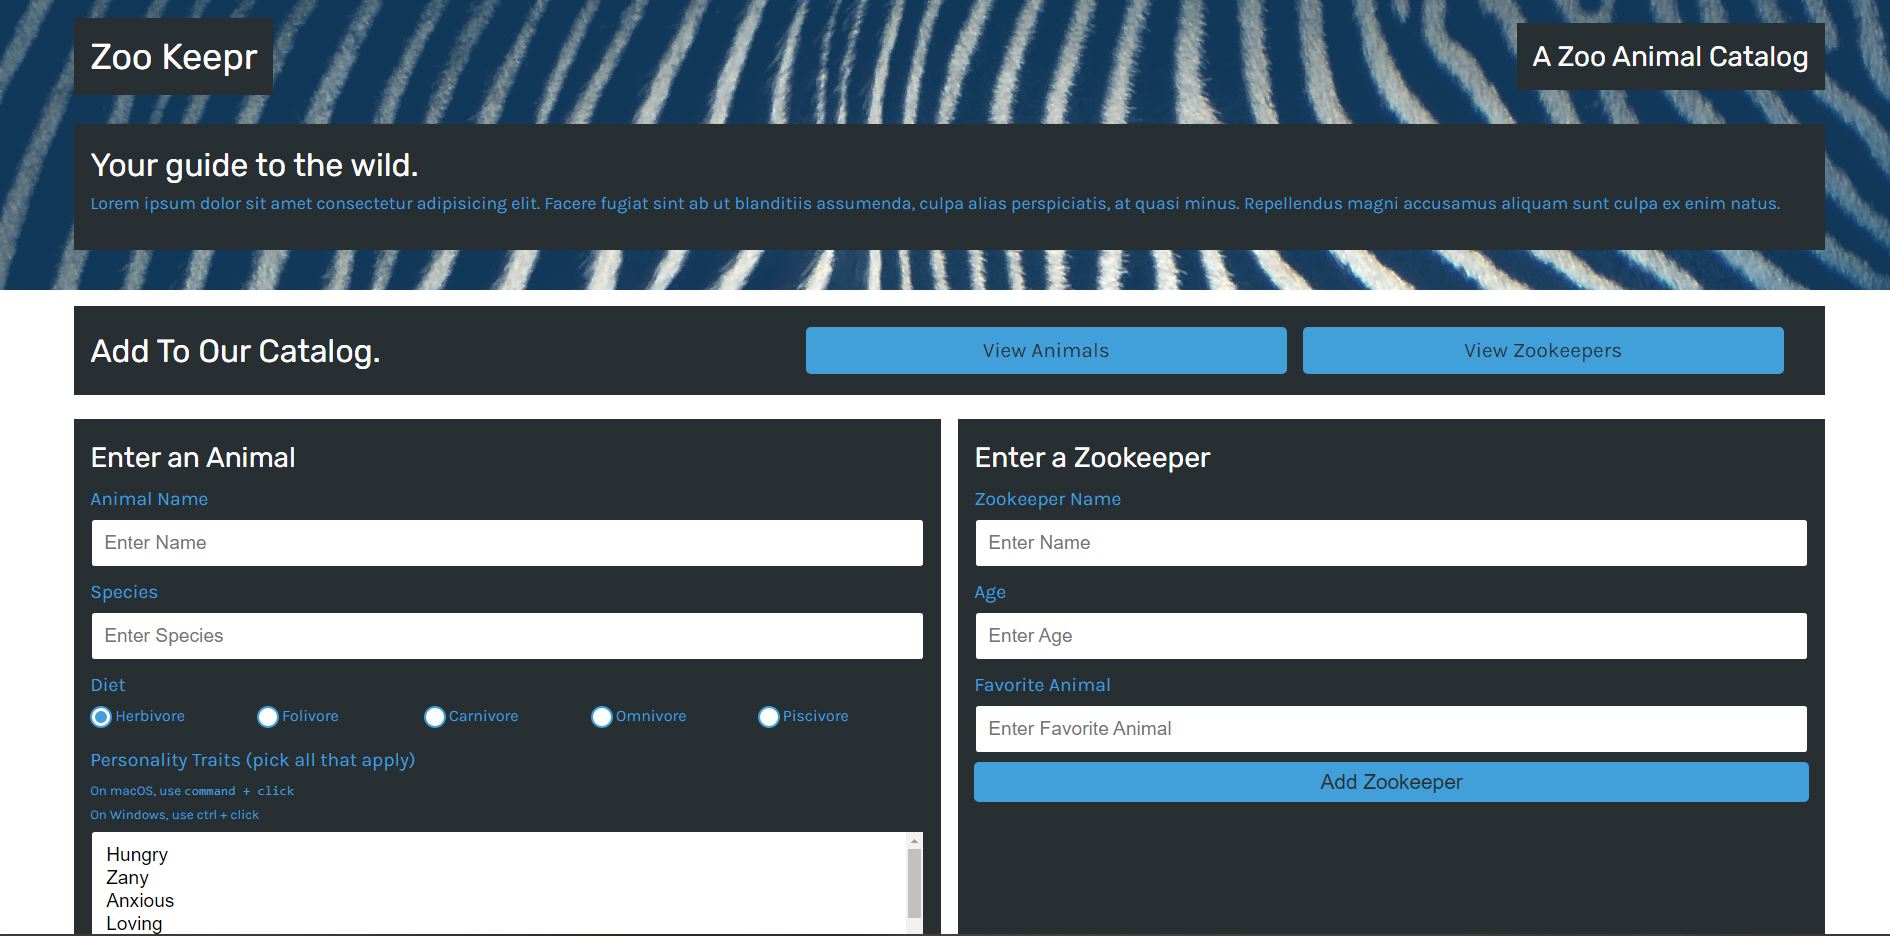 Zoo Keepr
A Zoo Animal Catalog
Your guide to the wild.
Lorem ipsum dolor sit amet consectetur adipisicing elit. Facere fugiat sint ab ut blanditiis assumenda, culpa alias perspiciatis, at quasi minus. Repellendus magni accusamus aliquam sunt culpa ex enim natus.
Add To Our Catalog.
View Animals
View Zookeepers
Enter an Animal
Animal Name
Enter Name
Species
Enter Species
Diet
Herbivore
Folivore
Carnivore
Omnivore
Piscivore
Personality Traits (pick all that apply)
On macOS, use command + click
On Windows, use ctrl + click
Hungry
Zany
Anxious
Loving
Enter a Zookeeper
Zookeeper Name
Enter Name
Age
Enter Age
Favorite Animal
Enter Favorite Animal
Add Zookeeper